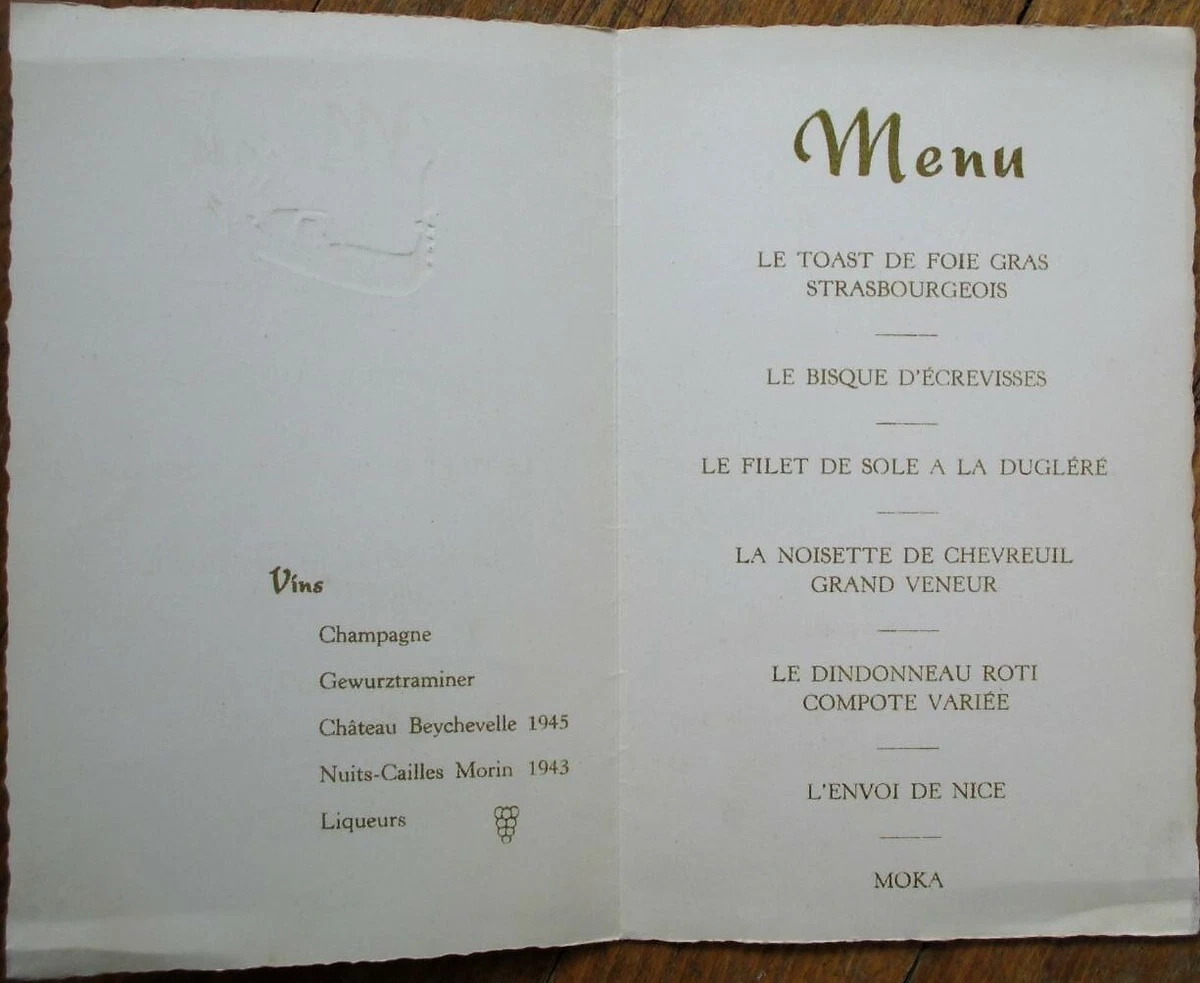 Vins
Champagne
Gewurztraminer
Château Beychevelle 1945
Nuits-Cailles Morin 1943
Liqueurs
Menu
LE TOAST DE FOIE GRAS
STRASBOURGEOIS
LE BISQUE D'ÉCREVISSES
LE FILET DE SOLE A LA DUGLÉRÉ
LA NOISETTE DE CHEVREUIL
GRAND VENEUR
LE DINDONNEAU ROTI
COMPOTE VARIÉE
L'ENVOI DE NICE
MOKA